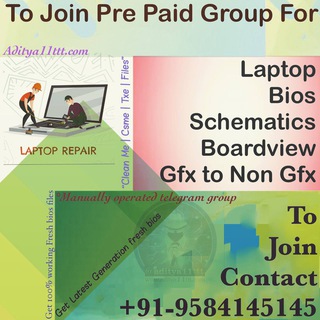 To Join Pre Paid Group For
Aditya11ttt.com
Laptop
Bios
Schematics
Boardview
Gfx to Non Gfx
"Clean Me | Csme | Txe | Files"
LAPTOP REPAIR
Manually operated telegram group
Get 100% working Fresh bios files
Get Latest Generation fresh bios
To
Join
Contact
+91-9584145145
Aditya11ttt